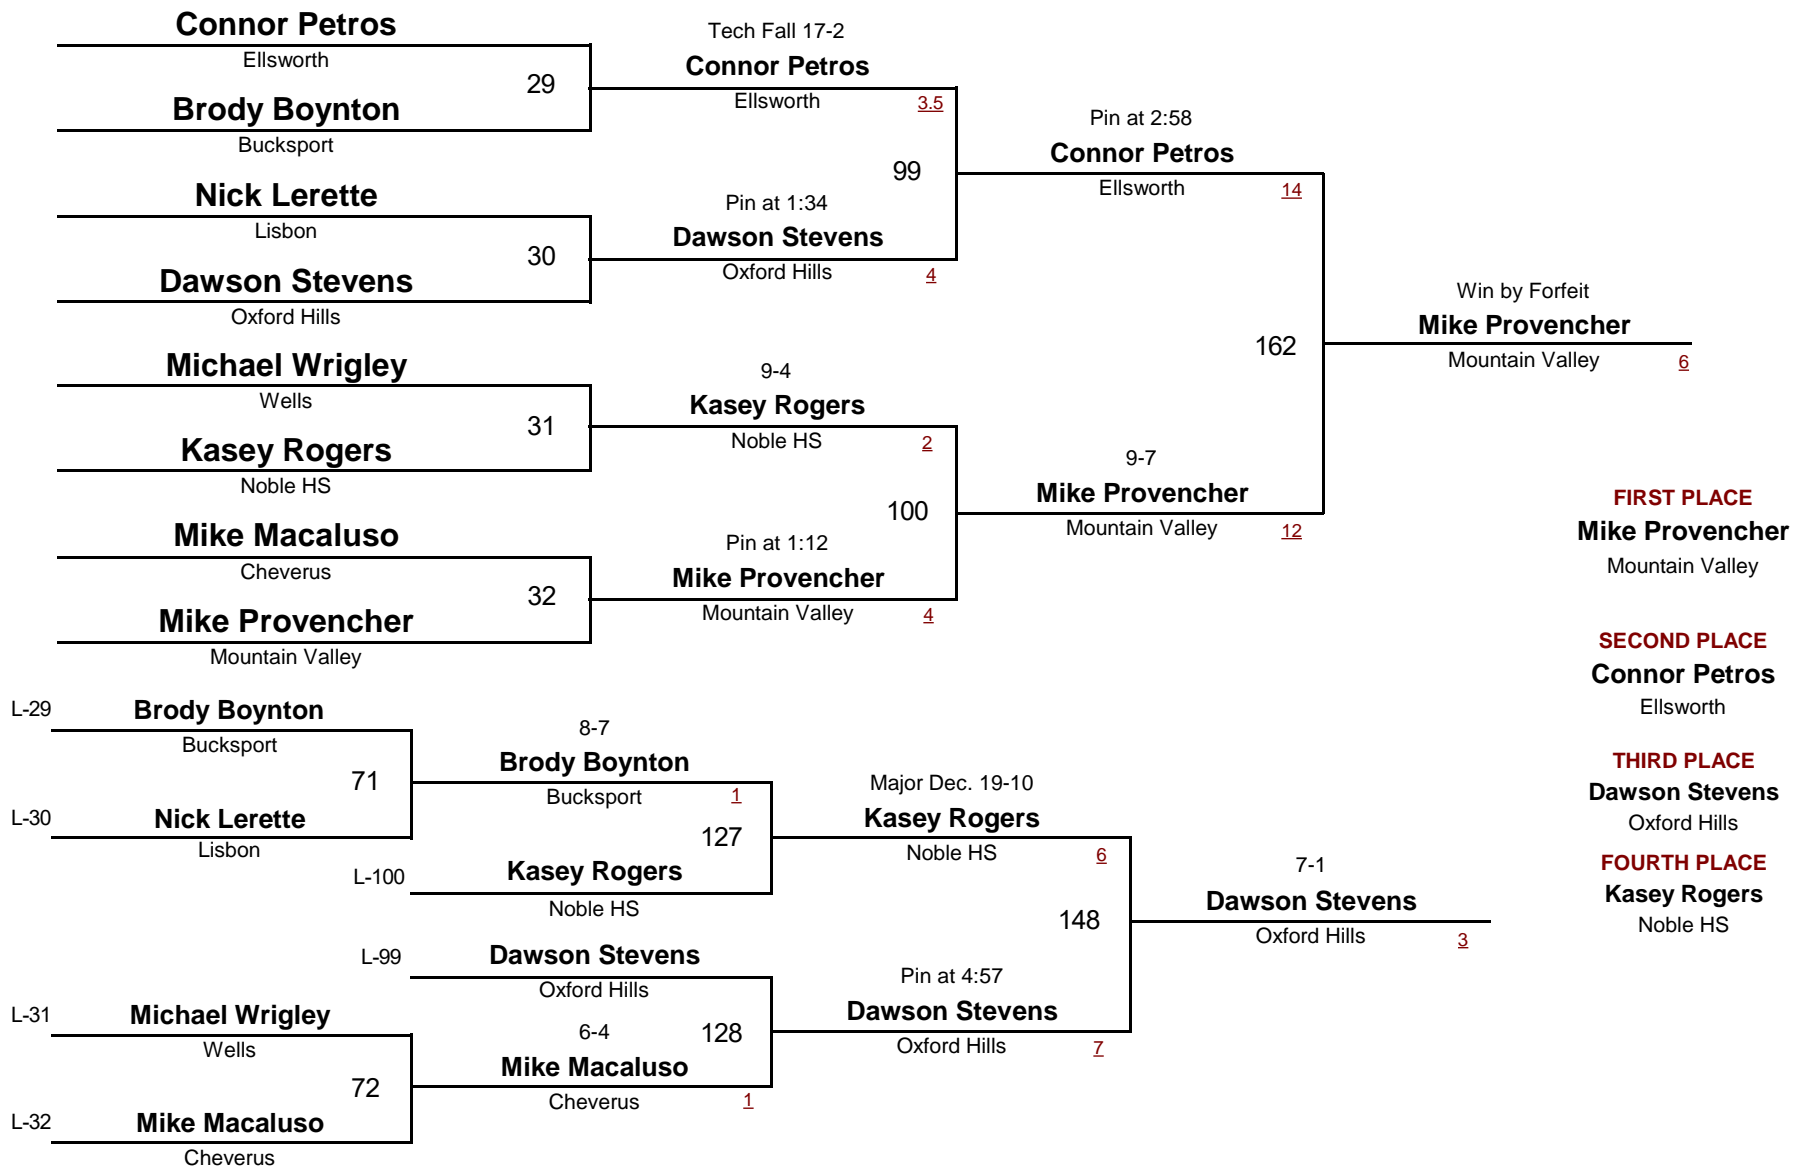 Connor Petros
Ellsworth
29
Brody Boynton
Bucksport
Nick Lerette
Lisbon
30
Dawson Stevens
Oxford Hills
Michael Wrigley
Wells
31
Kasey Rogers
Noble HS
Mike Macaluso
Cheverus
32
Mike Provencher
Mountain Valley
Tech Fall 17-2
Connor Petros
Ellsworth 3.5
99
Pin at 1:34
Dawson Stevens
Oxford Hills 4
9-4
Kasey Rogers
Noble HS 2
100
Pin at 1:12
Mike Provencher
Mountain Valley 4
Pin at 2:58
Connor Petros
Ellsworth 14
162
9-7
Mike Provencher
Mountain Valley 12
Win by Forfeit
Mike Provencher
Mountain Valley 6
FIRST PLACE
Mike Provencher
Mountain Valley
SECOND PLACE
Connor Petros
Ellsworth
THIRD PLACE
Dawson Stevens
Oxford Hills
FOURTH PLACE
Kasey Rogers
Noble HS
L-29 Brody Boynton
Bucksport
71
L-30 Nick Lerette
Lisbon
8-7
Brody Boynton
Bucksport 1
127
L-100 Kasey Rogers
Noble HS
L-99 Dawson Stevens
Oxford Hills
128
6-4
Mike Macaluso
Cheverus 1
L-31 Michael Wrigley
Wells
72
L-32 Mike Macaluso
Cheverus
Major Dec. 19-10
Kasey Rogers
Noble HS 6
148
Pin at 4:57
Dawson Stevens
Oxford Hills 7
7-1
Dawson Stevens
Oxford Hills 3